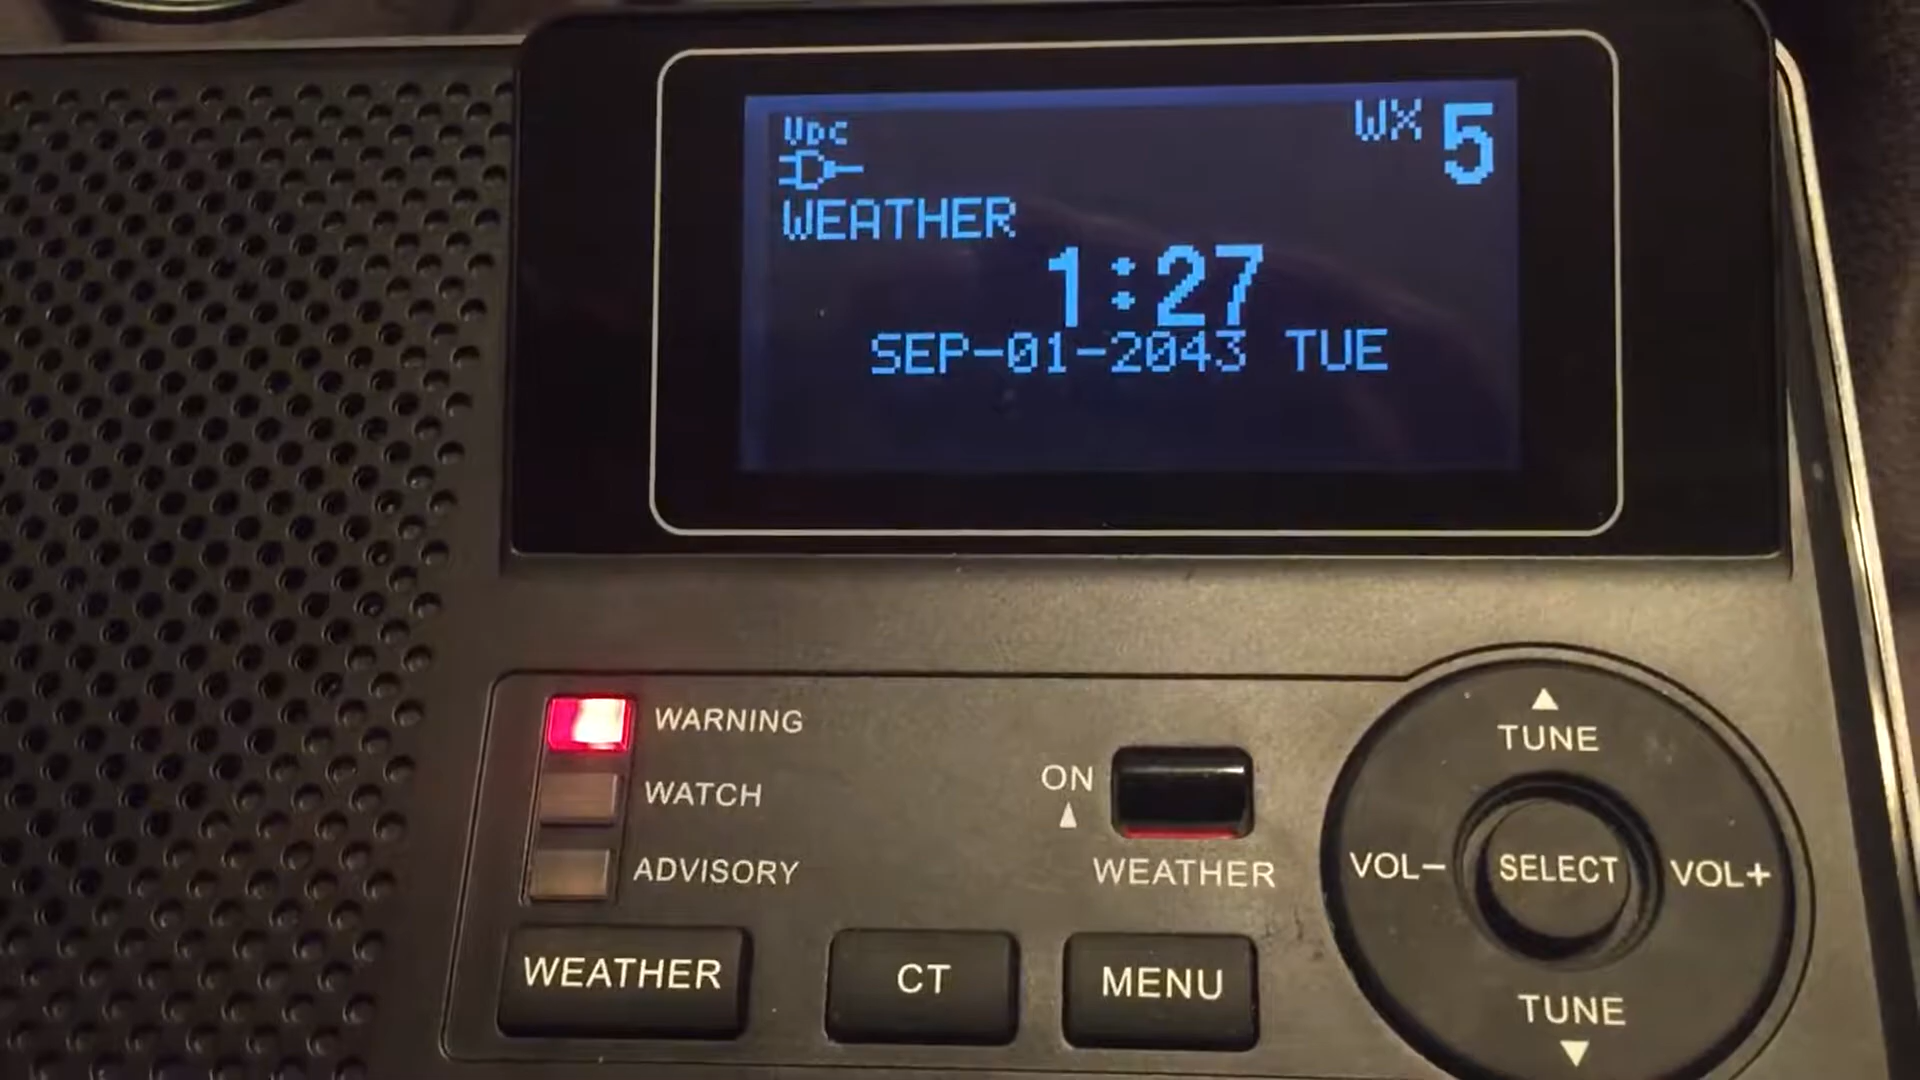 VDC
WX 5
WEATHER
1:27
SEP-01-2043 TUE
WARNING
WATCH
ADVISORY
ON
WEATHER
WEATHER
CT
MENU
TUNE
VOL-
SELECT
VOL+
TUNE